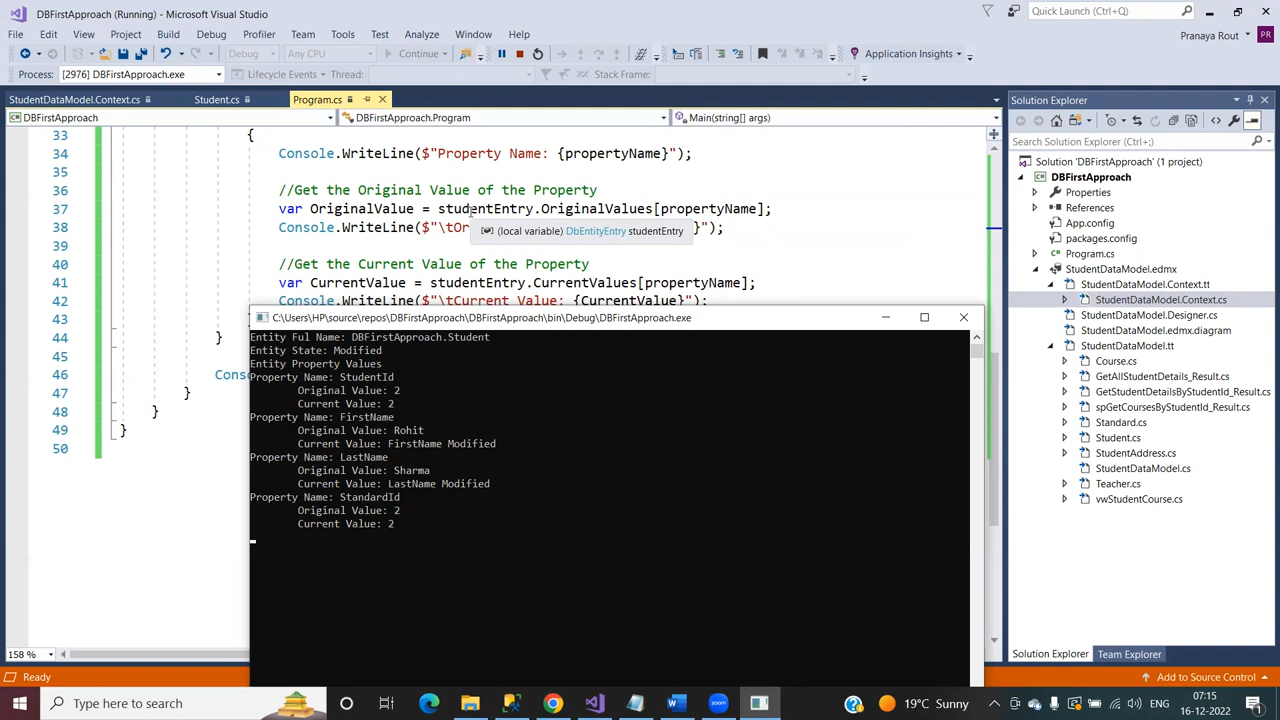 DBFirstApproach (Running) - Microsoft Visual Studio
Quick Launch (Ctrl+Q)
File Edit View Project Build Debug Profiler Team Tools Test Analyze Window Help
Pranaya Rout PR
Debug Any CPU Continue Application Insights
Process: [2976] DBFirstApproach.exe Lifecycle Events Thread: Stack Frame:
StudentDataModel.Context.cs Student.cs Program.cs
DBFirstApproach DBFirstApproach.Program Main(string[] args)
33 {
34 Console.WriteLine($"Property Name: {propertyName}");
35
36 //Get the Original Value of the Property
37 var OriginalValue = studentEntry.OriginalValues[propertyName];
38 Console.WriteLine($"\tOr }");
(local variable) DbEntityEntry studentEntry
39
40 //Get the Current Value of the Property
41 var CurrentValue = studentEntry.CurrentValues[propertyName];
42 Console.WriteLine($"\tCurrent Value: {CurrentValue}");
43
44 }
45
46 Cons
47 }
48 }
49 }
50
158 %
C:\Users\HP\source\repos\DBFirstApproach\DBFirstApproach\bin\Debug\DBFirstApproach.exe
Entity Ful Name: DBFirstApproach.Student
Entity State: Modified
Entity Property Values
Property Name: StudentId
Original Value: 2
Current Value: 2
Property Name: FirstName
Original Value: Rohit
Current Value: FirstName Modified
Property Name: LastName
Original Value: Sharma
Current Value: LastName Modified
Property Name: StandardId
Original Value: 2
Current Value: 2
Solution Explorer
Search Solution Explorer (Ctrl+;)
Solution 'DBFirstApproach' (1 project)
DBFirstApproach
Properties
References
App.config
packages.config
Program.cs
StudentDataModel.edmx
StudentDataModel.Context.tt
StudentDataModel.Context.cs
StudentDataModel.Designer.cs
StudentDataModel.edmx.diagram
StudentDataModel.tt
Course.cs
GetAllStudentDetails_Result.cs
GetStudentDetailsByStudentId_Result.cs
spGetCoursesByStudentId_Result.cs
Standard.cs
Student.cs
StudentAddress.cs
StudentDataModel.cs
Teacher.cs
vwStudentCourse.cs
Solution Explorer Team Explorer
Ready
Add to Source Control
Type here to search
19°C Sunny
ENG
07:15
16-12-2022